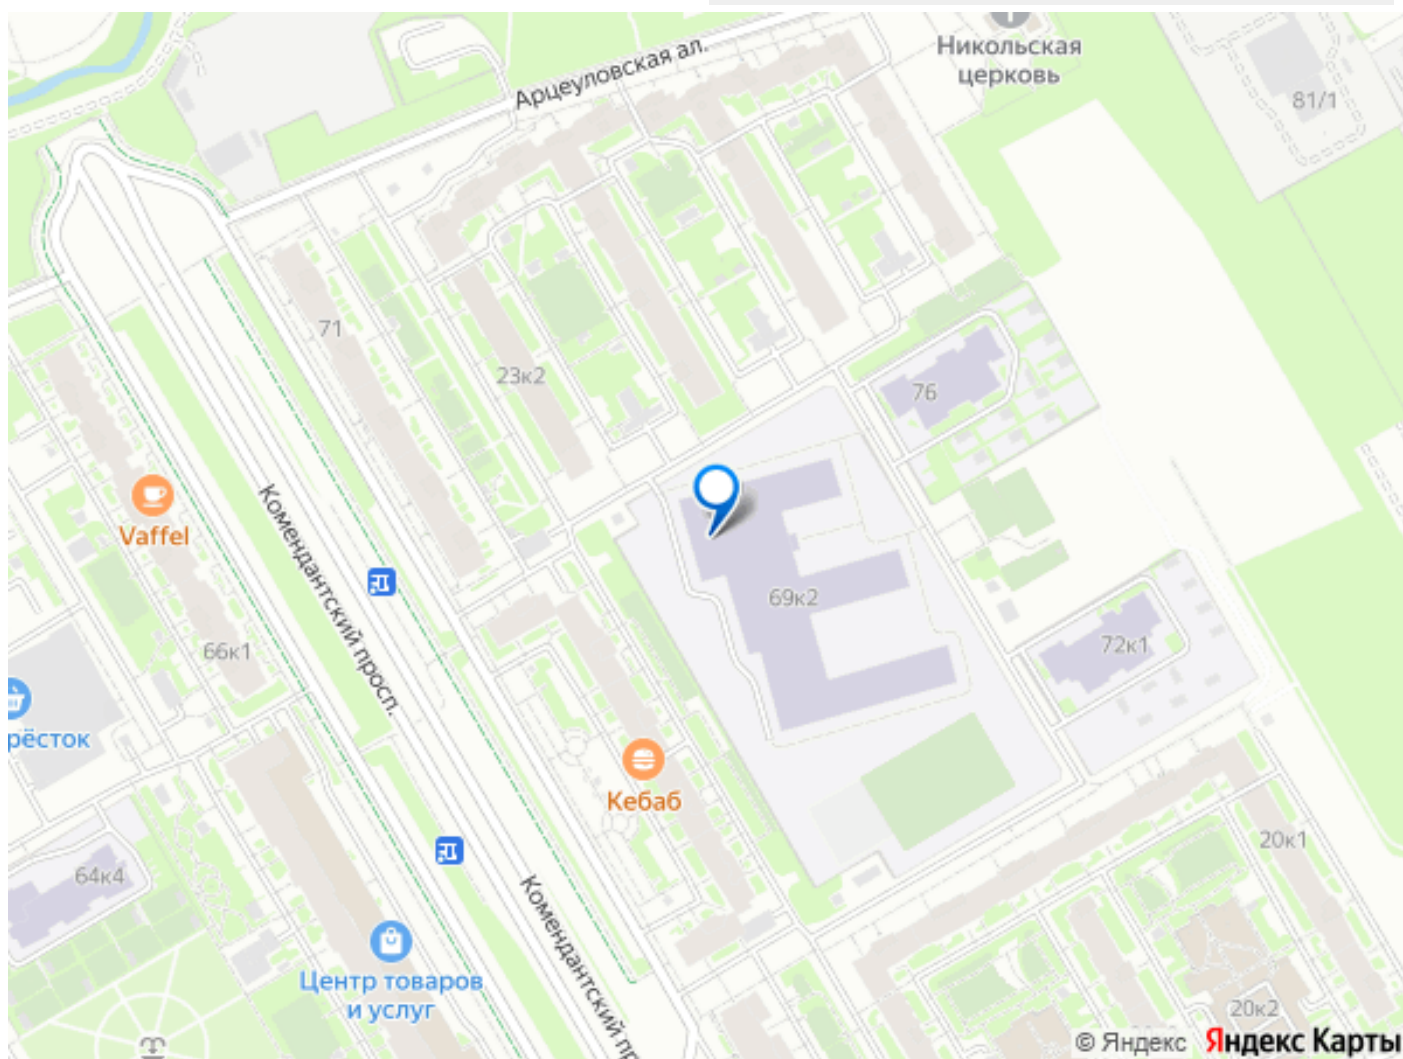 Никольская
церковь
Арцеуловская ал.
81/1
71
23к2
76
Vaffel
Комендантский просп.
69к2
66к1
72к1
рёсток
Кебаб
20к1
64к4
Комендантский пр
Центр товаров
и услуг
20к2
© Яндекс Яндекс Карты